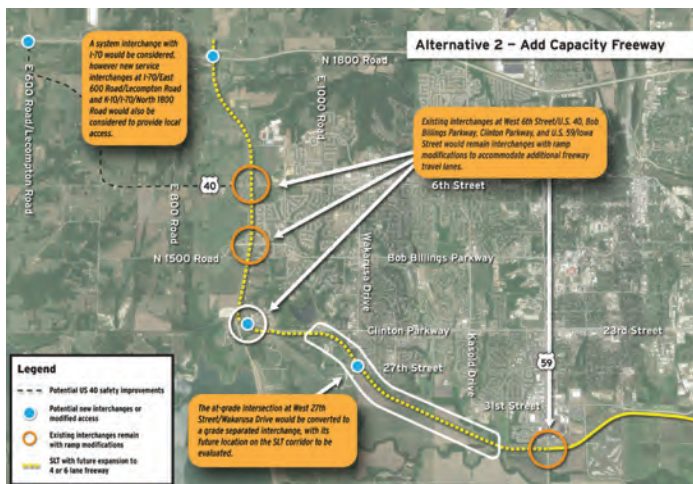 Alternative 2 – Add Capacity Freeway
A system interchange with
I-70 would be considered,
however new service
interchanges at I-70/East
600 Road/Lecompton Road
and K-10/I-70/North 1800
Road would also be
considered to provide local
access.
N 1800 Road
E 600 Road/Lecompton Road
E 1000 Road
Existing interchanges at West 6th Street/U.S. 40, Bob
Billings Parkway, Clinton Parkway, and U.S. 59/Iowa
Street would remain interchanges with ramp
modifications to accommodate additional freeway
travel lanes.
40
6th Street
E 800 Road
N 1500 Road
Wakarusa Drive
Bob Billings Parkway
Clinton Parkway
23rd Street
Kasold Drive
27th Street
59
31st Street
Legend
Potential US 40 safety improvements
Potential new interchanges or
modified access
Existing interchanges remain
with ramp modifications
SLT with future expansion to
4 or 6 lane freeway
The at-grade intersection at West 27th
Street/Wakarusa Drive would be converted to
a grade separated interchange, with its
future location on the SLT corridor to be
evaluated.